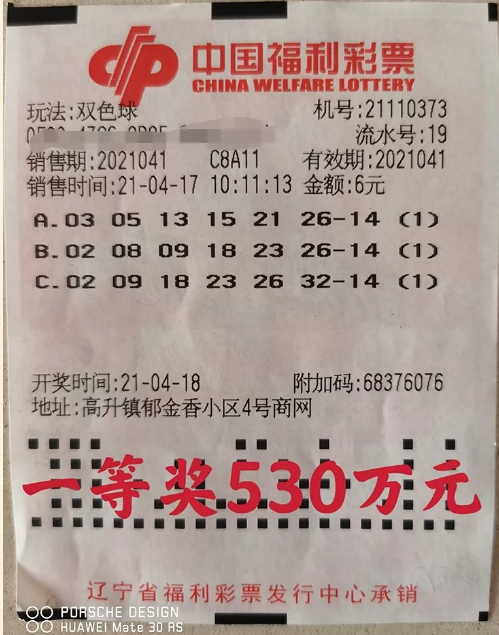 中国福利彩票
CHINA WELFARE LOTTERY
玩法:双色球 机号:21110373
流水号:19
销售期:2021041 C8A11 有效期:2021041
销售时间:21-04-17 10:11:13 金额:6元
A.03 05 13 15 21 26-14 (1)
B.02 08 09 18 23 26-14 (1)
C.02 09 18 23 26 32-14 (1)
开奖时间:21-04-18 附加码:68376076
地址:高升镇郁金香小区4号商网
一等奖530万元
辽宁省福利彩票发行中心承销
PORSCHE DESIGN
HUAWEI Mate 30 RS